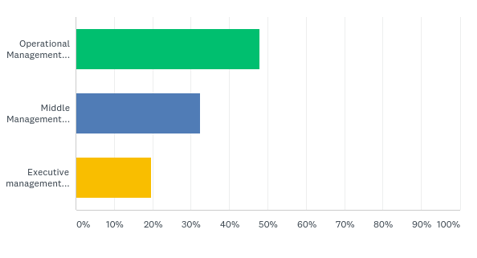 Operational
Management...
Middle
Management...
Executive
management...
0% 10% 20% 30% 40% 50% 60% 70% 80% 90% 100%